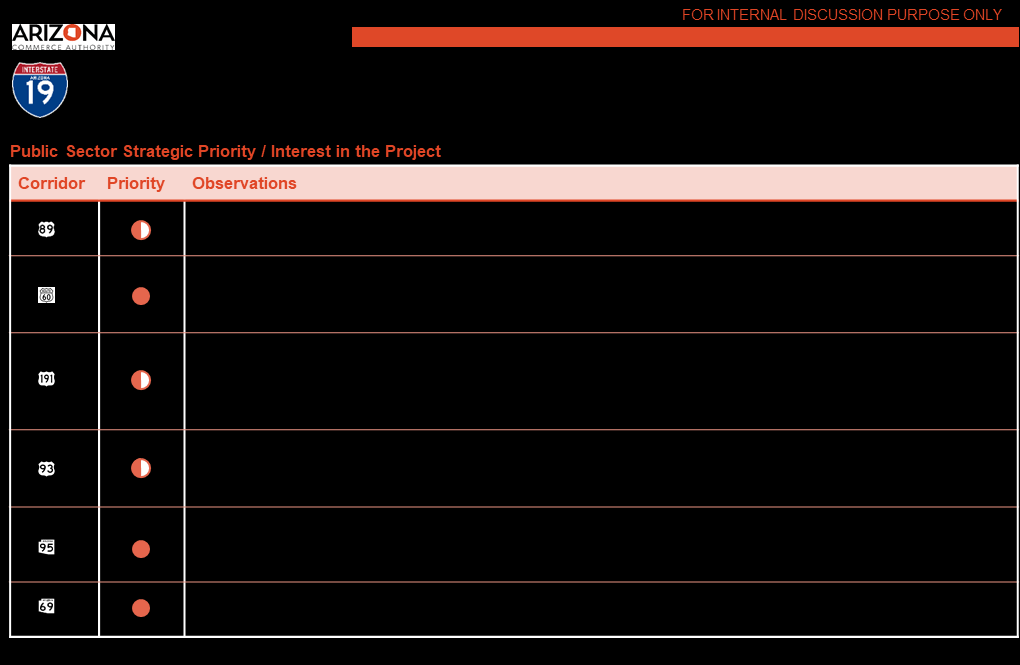 FOR INTERNAL DISCUSSION PURPOSE ONLY
ARIZONA
COMMERCE AUTHORITY
INTERSTATE
ARIZONA
19
Public Sector Strategic Priority / Interest in the Project
Corridor Priority Observations
89
60
191
93
95
69